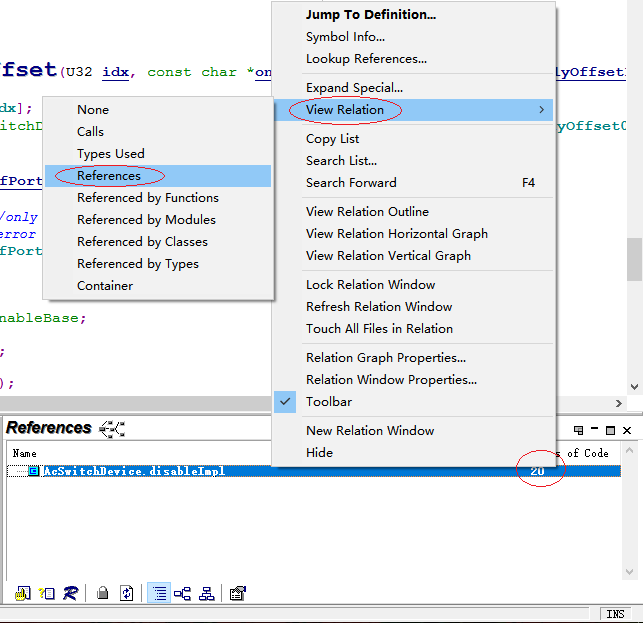 Jump To Definition...
Symbol Info...
Lookup References...
Expand Special...
View Relation
Copy List
Search List...
Search Forward F4
View Relation Outline
View Relation Horizontal Graph
View Relation Vertical Graph
Lock Relation Window
Refresh Relation Window
Touch All Files in Relation
Relation Graph Properties...
Relation Window Properties...
Toolbar
New Relation Window
Hide
None
Calls
Types Used
References
Referenced by Functions
Referenced by Modules
Referenced by Classes
Referenced by Types
Container
ffset(U32 idx, const char *on lyOffsetI
dx];
itchD yOffsetO
fPort
/only
error
fPort
nableBase;
;
);
References
Name s of Code
AcSwitchDevice.disableImpl 20
INS